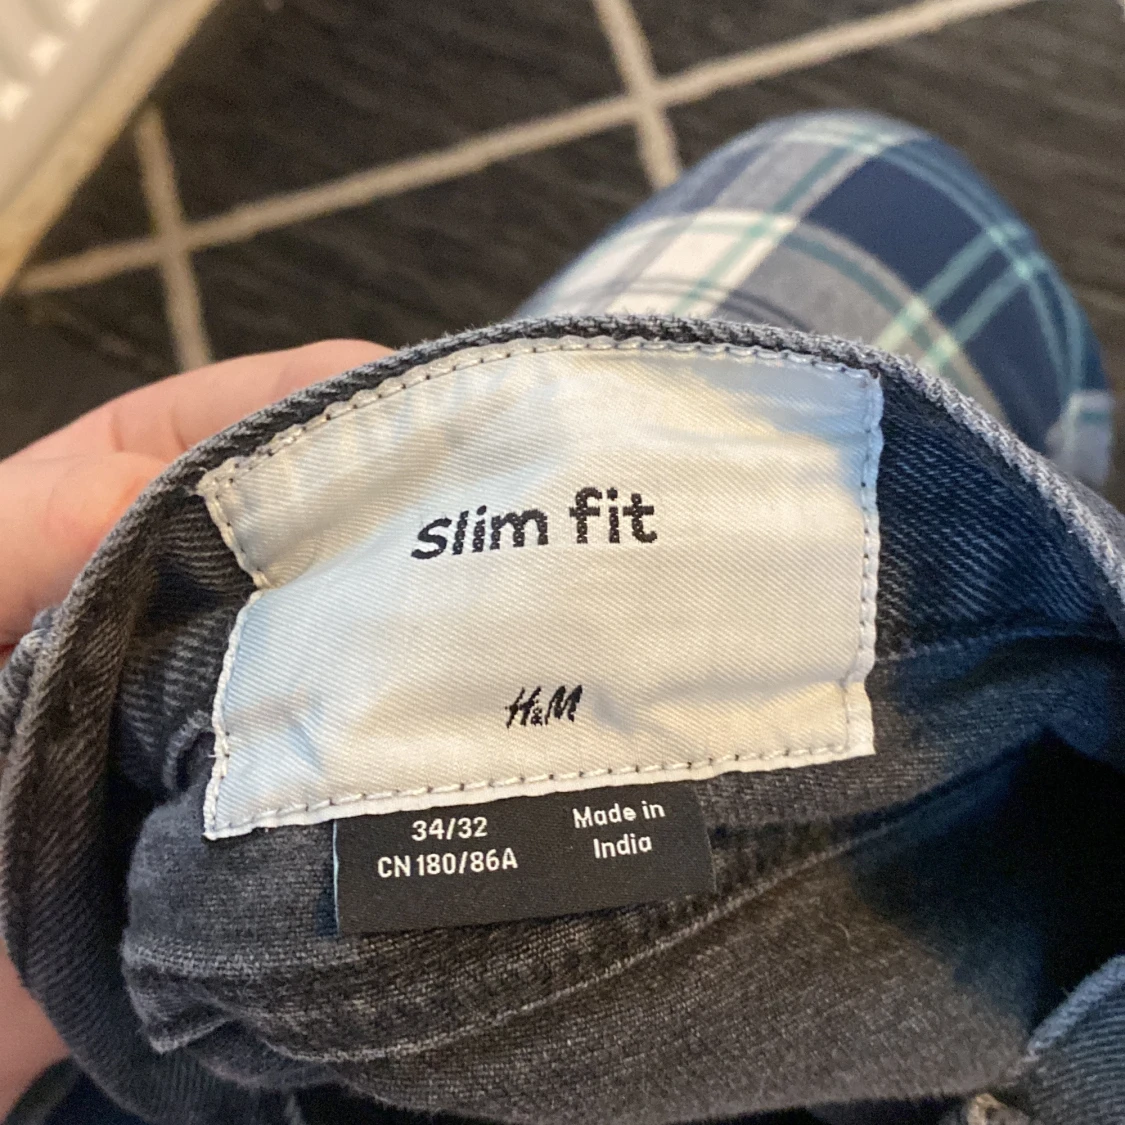 slim fit
H&M
34/32
CN 180/86A
Made in
India